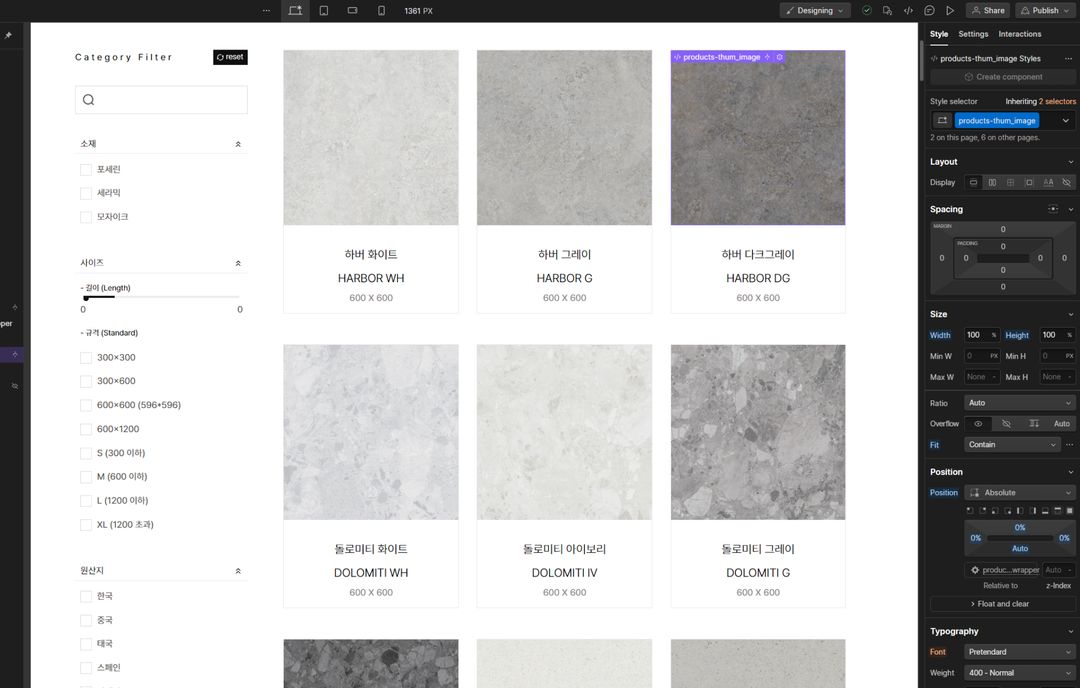 1361 PX
Designing
Share
Publish
Category Filter
reset
소재
포세린
세라믹
모자이크
사이즈
- 길이 (Length)
0 0
- 규격 (Standard)
300×300
300×600
600×600 (596*596)
600×1200
S (300 이하)
M (600 이하)
L (1200 이하)
XL (1200 초과)
원산지
한국
중국
태국
스페인
products-thum_image
하버 화이트
HARBOR WH
600 X 600
하버 그레이
HARBOR G
600 X 600
하버 다크그레이
HARBOR DG
600 X 600
돌로미티 화이트
DOLOMITI WH
600 X 600
돌로미티 아이보리
DOLOMITI IV
600 X 600
돌로미티 그레이
DOLOMITI G
600 X 600
per
Style Settings Interactions
products-thum_image Styles
Create component
Style selector Inheriting 2 selectors
products-thum_image
2 on this page, 6 on other pages.
Layout
Display
Spacing
MARGIN
0
PADDING
0
0 0 0 0
0
0
Size
Width 100 % Height 100 %
Min W 0 PX Min H 0 PX
Max W None - Max H None -
Ratio Auto
Overflow Auto
Fit Contain
Position
Position Absolute
0%
0% 0%
Auto
produc...wrapper Auto -
Relative to z-Index
Float and clear
Typography
Font Pretendard
Weight 400 - Normal